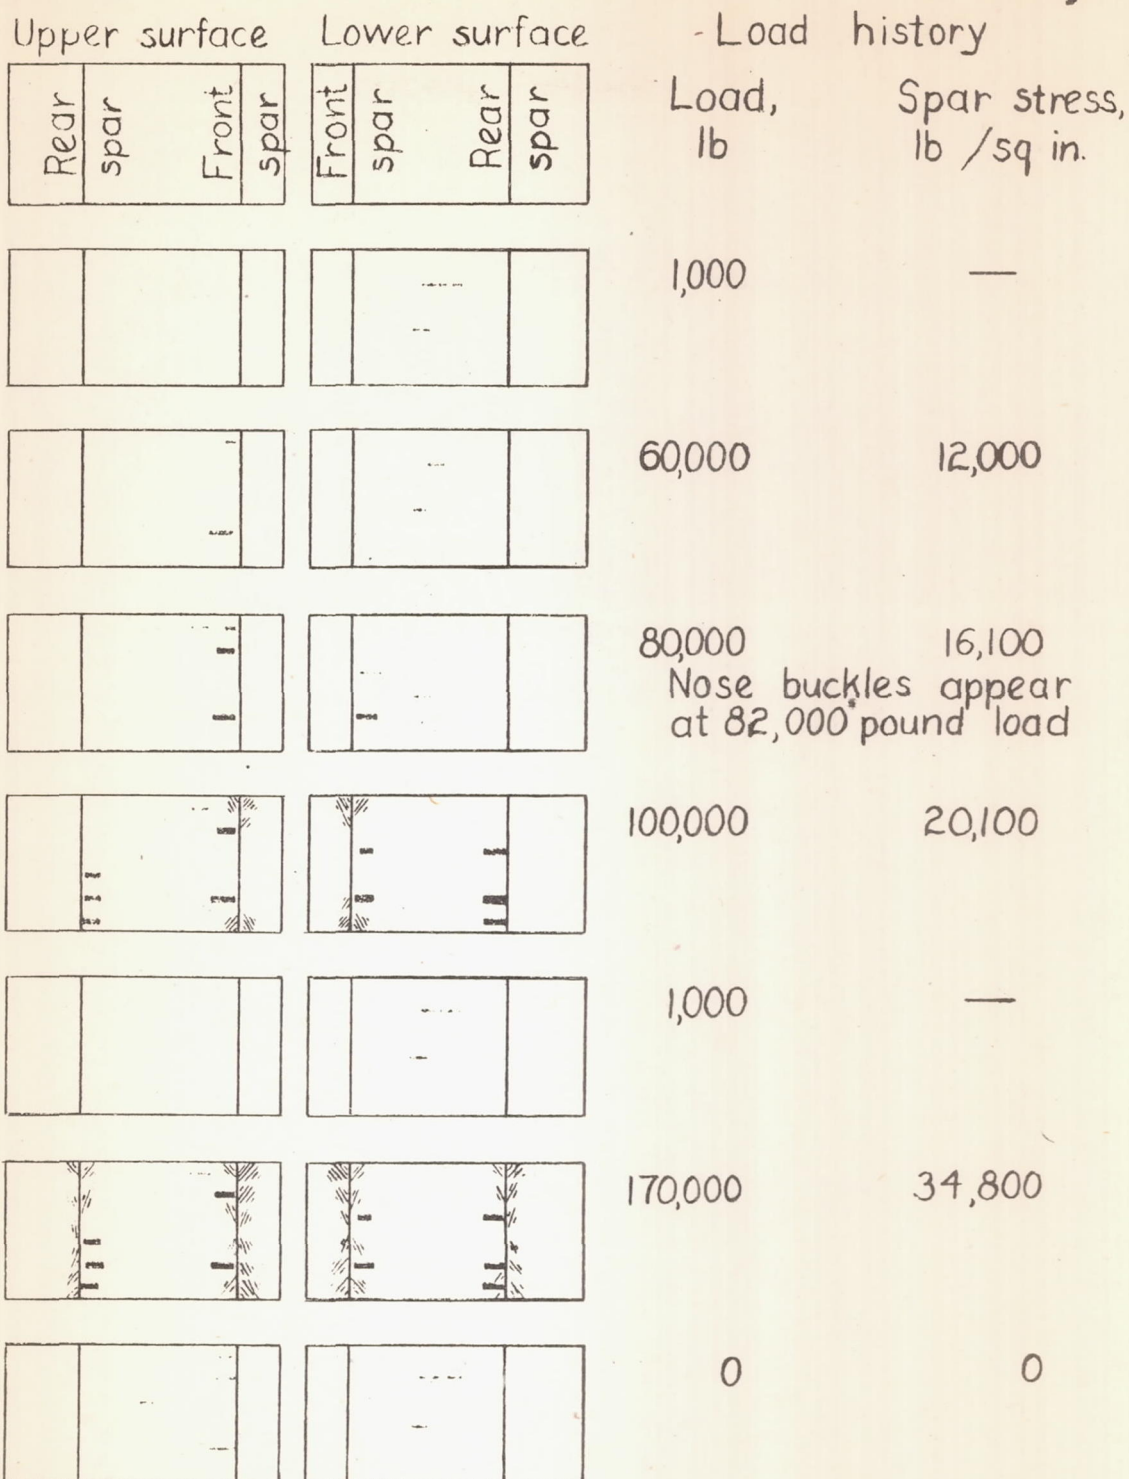 Upper surface Lower surface - Load history
Rear spar Front spar Front spar Rear spar
Load, lb Spar stress, lb /sq in.
1,000 —
60,000 12,000
80,000 16,100
Nose buckles appear
at 82,000 pound load
100,000 20,100
1,000 —
170,000 34,800
0 0